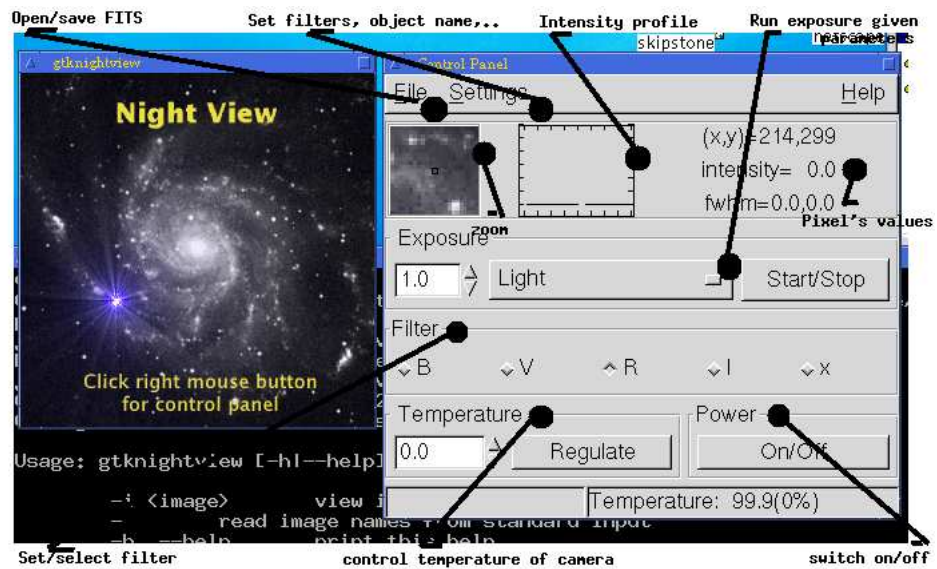 Open/save FITS
Set filters, object name,..
Intensity profile
Run exposure given
parameters
skipstone
gtknightview
Night View
Click right mouse button
for control panel
Control Panel
File Settings Help
(x,y)=214,299
intensity= 0.0
fwhm=0.0,0.0
Pixel's values
zoom
Exposure
1.0 Light Start/Stop
Filter
B V R I x
Temperature
0.0 Regulate
Power
On/Off
Temperature: 99.9(0%)
Usage: gtknightview [-h|--help]
-i <image> view
- read image names from standard input
-h --help print this help
Set/select filter
control temperature of camera
switch on/off